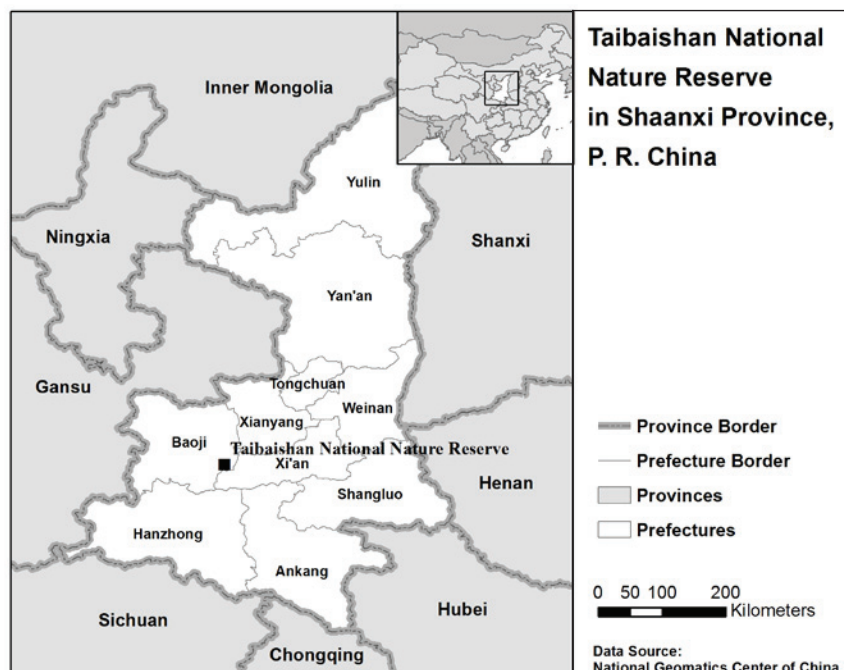 Taibaishan National
Nature Reserve
in Shaanxi Province,
P. R. China
Inner Mongolia
Yulin
Ningxia
Shanxi
Yan'an
Gansu
Tongchuan
Weinan
Xianyang
Baoji
Taibaishan National Nature Reserve
Xi'an
Shangluo
Henan
Hanzhong
Ankang
Hubei
Sichuan
Chongqing
Province Border
Prefecture Border
Provinces
Prefectures
0 50 100 200
Kilometers
Data Source:
National Geomatics Center of China